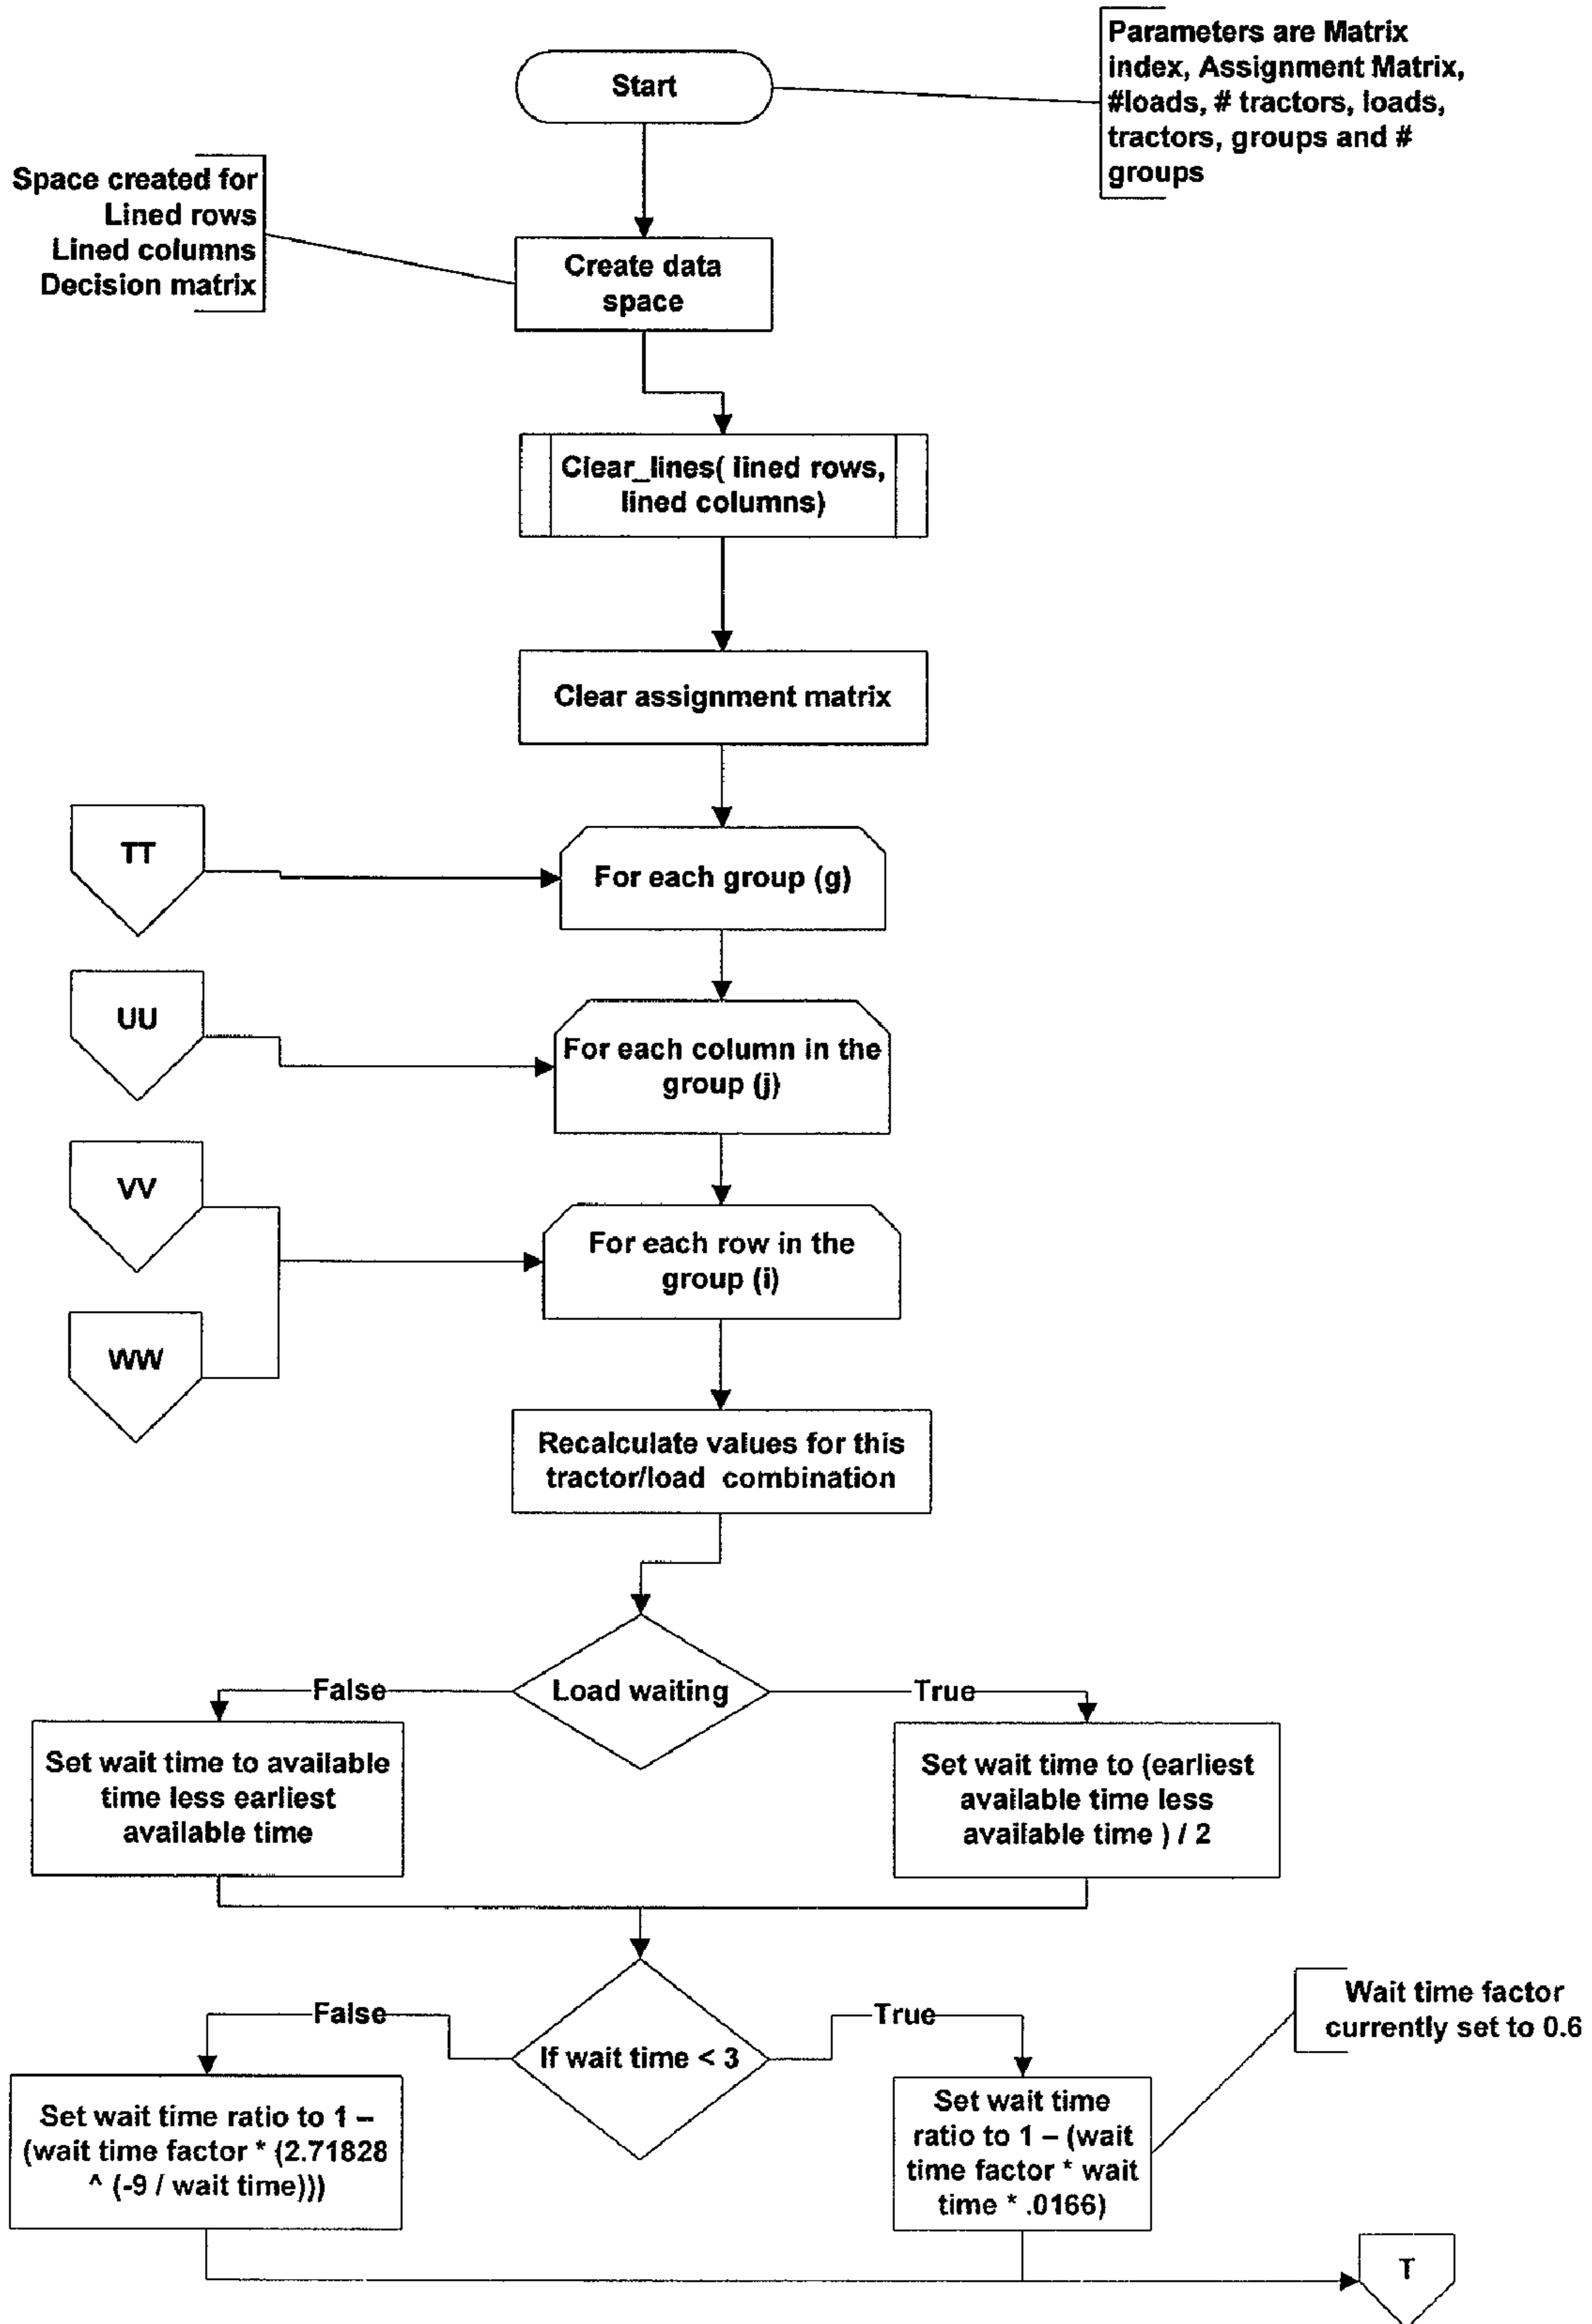 Start
Parameters are Matrix
index, Assignment Matrix,
#loads, # tractors, loads,
tractors, groups and #
groups
Space created for
Lined rows
Lined columns
Decision matrix
Create data
space
Clear_lines( lined rows,
lined columns)
Clear assignment matrix
TT
For each group (g)
UU
For each column in the
group (j)
VV
For each row in the
group (i)
WW
Recalculate values for this
tractor/load combination
Load waiting
False
True
Set wait time to available
time less earliest
available time
Set wait time to (earliest
available time less
available time ) / 2
If wait time < 3
False
True
Wait time factor
currently set to 0.6
Set wait time ratio to 1 –
(wait time factor * (2.71828
^ (-9 / wait time)))
Set wait time
ratio to 1 – (wait
time factor * wait
time * .0166)
T